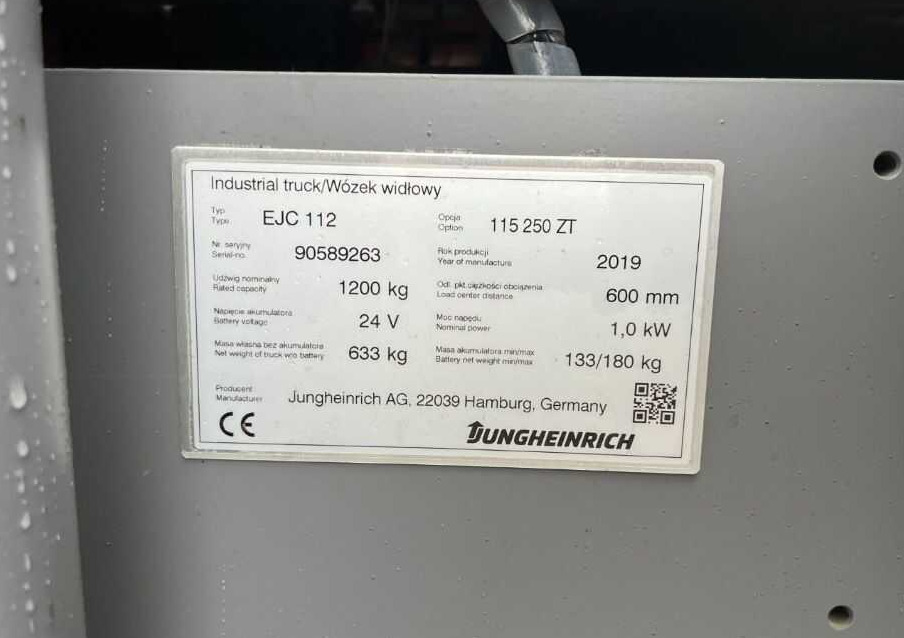 Industrial truck/Wózek widłowy
Typ
Type
EJC 112
Opcja
Option
115 250 ZT
Nr. seryjny
Serial-no.
90589263
Rok produkcji
Year of manufacture
2019
Udźwig nominalny
Rated capacity
1200 kg
Odl. pkt.ciężkości obciążenia
Load center distance
600 mm
Napięcie akumulatora
Battery voltage
24 V
Moc napędu
Nominal power
1,0 kW
Masa własna bez akumulatora
Net weight of truck w/o battery
633 kg
Masa akumulatora min/max
Battery net weight min/max
133/180 kg
Producent
Manufacturer
Jungheinrich AG, 22039 Hamburg, Germany
CE
JUNGHEINRICH